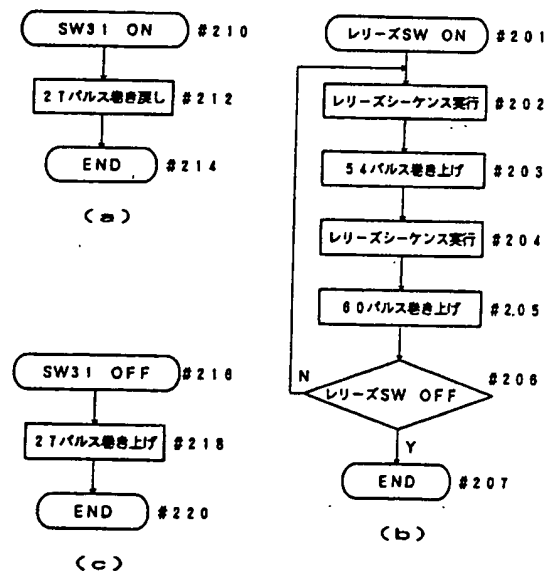 SW31 ON #210
27パルス巻き戻し #212
END #214
(a)
SW31 OFF #216
27パルス巻き上げ #218
END #220
(c)
レリーズSW ON #201
レリーズシーケンス実行 #202
54パルス巻き上げ #203
レリーズシーケンス実行 #204
60パルス巻き上げ #205
N
レリーズSW OFF #206
Y
END #207
(b)